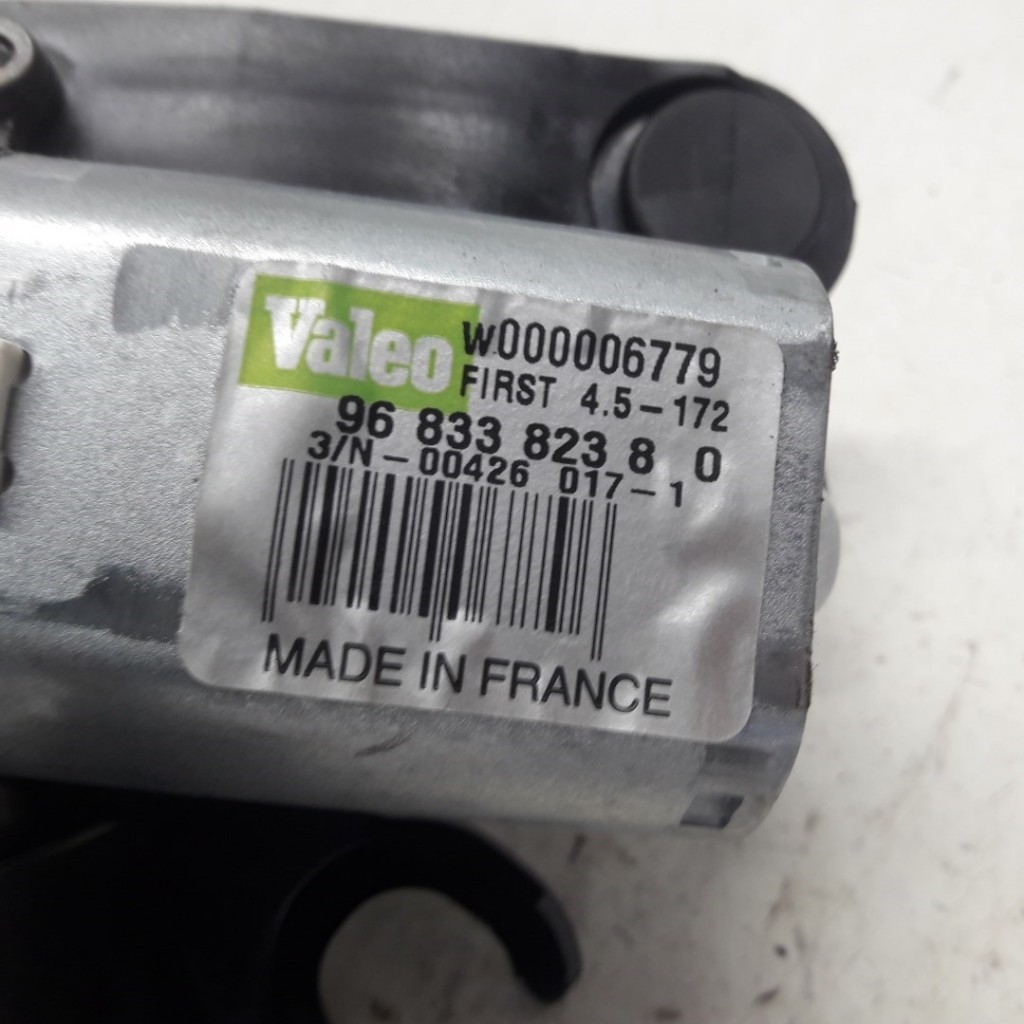 Valeo W000006779
FIRST 4.5-172
96 833 823 8 0
3/N-00426 017-1
MADE IN FRANCE